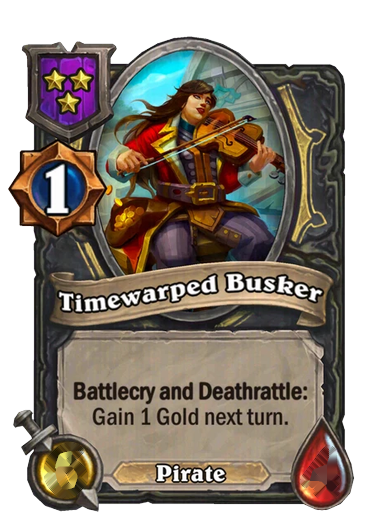 1
Timewarped Busker
Battlecry and Deathrattle:
Gain 1 Gold next turn.
Pirate